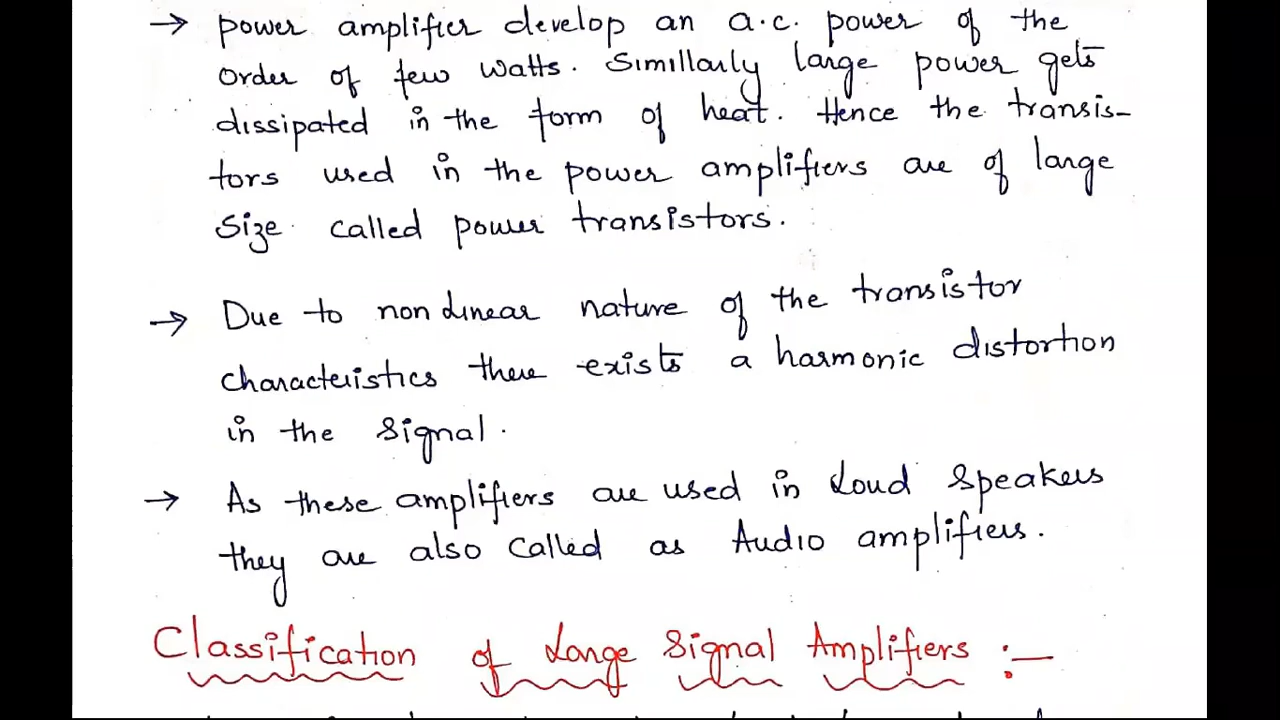 → power amplifier develop an a.c. power of the
order of few watts. Simillarly large power gets
dissipated in the form of heat. Hence the transis-
tors used in the power amplifiers are of large
size called power transistors.
→ Due to non linear nature of the transistor
characteristics there exists a harmonic distortion
in the signal.
→ As these amplifiers are used in Loud speakers
they are also called as Audio amplifiers.
Classification of Large Signal Amplifiers :-